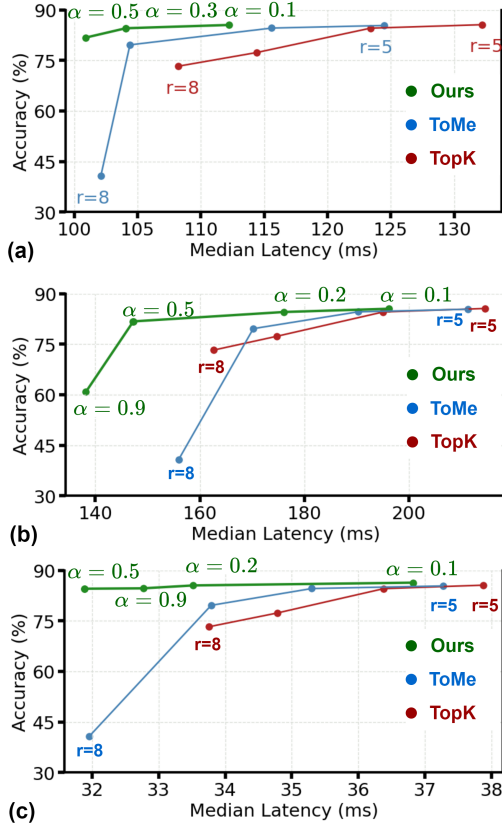 α = 0.5 α = 0.3 α = 0.1
90
75
60
45
30
Accuracy (%)
r=5
r=5
r=8
r=8
Ours
ToMe
TopK
100 105 110 115 120 125 130
Median Latency (ms)
(a)
90
75
60
45
30
Accuracy (%)
α = 0.5
α = 0.2
α = 0.1
α = 0.9
r=5
r=5
r=8
r=8
Ours
ToMe
TopK
140 160 180 200
Median Latency (ms)
(b)
90
75
60
45
30
Accuracy (%)
α = 0.5
α = 0.9
α = 0.2
α = 0.1
r=8
r=5
r=5
r=8
Ours
ToMe
TopK
32 33 34 35 36 37 38
Median Latency (ms)
(c)